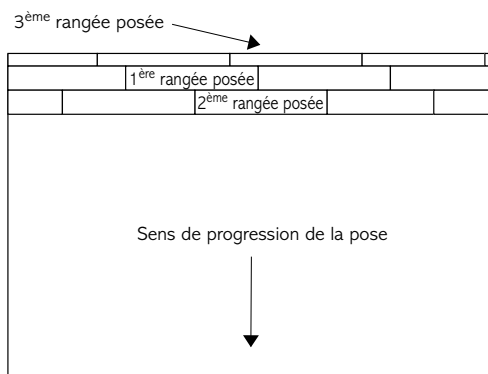 3ème rangée posée
1ère rangée posée
2ème rangée posée
Sens de progression de la pose